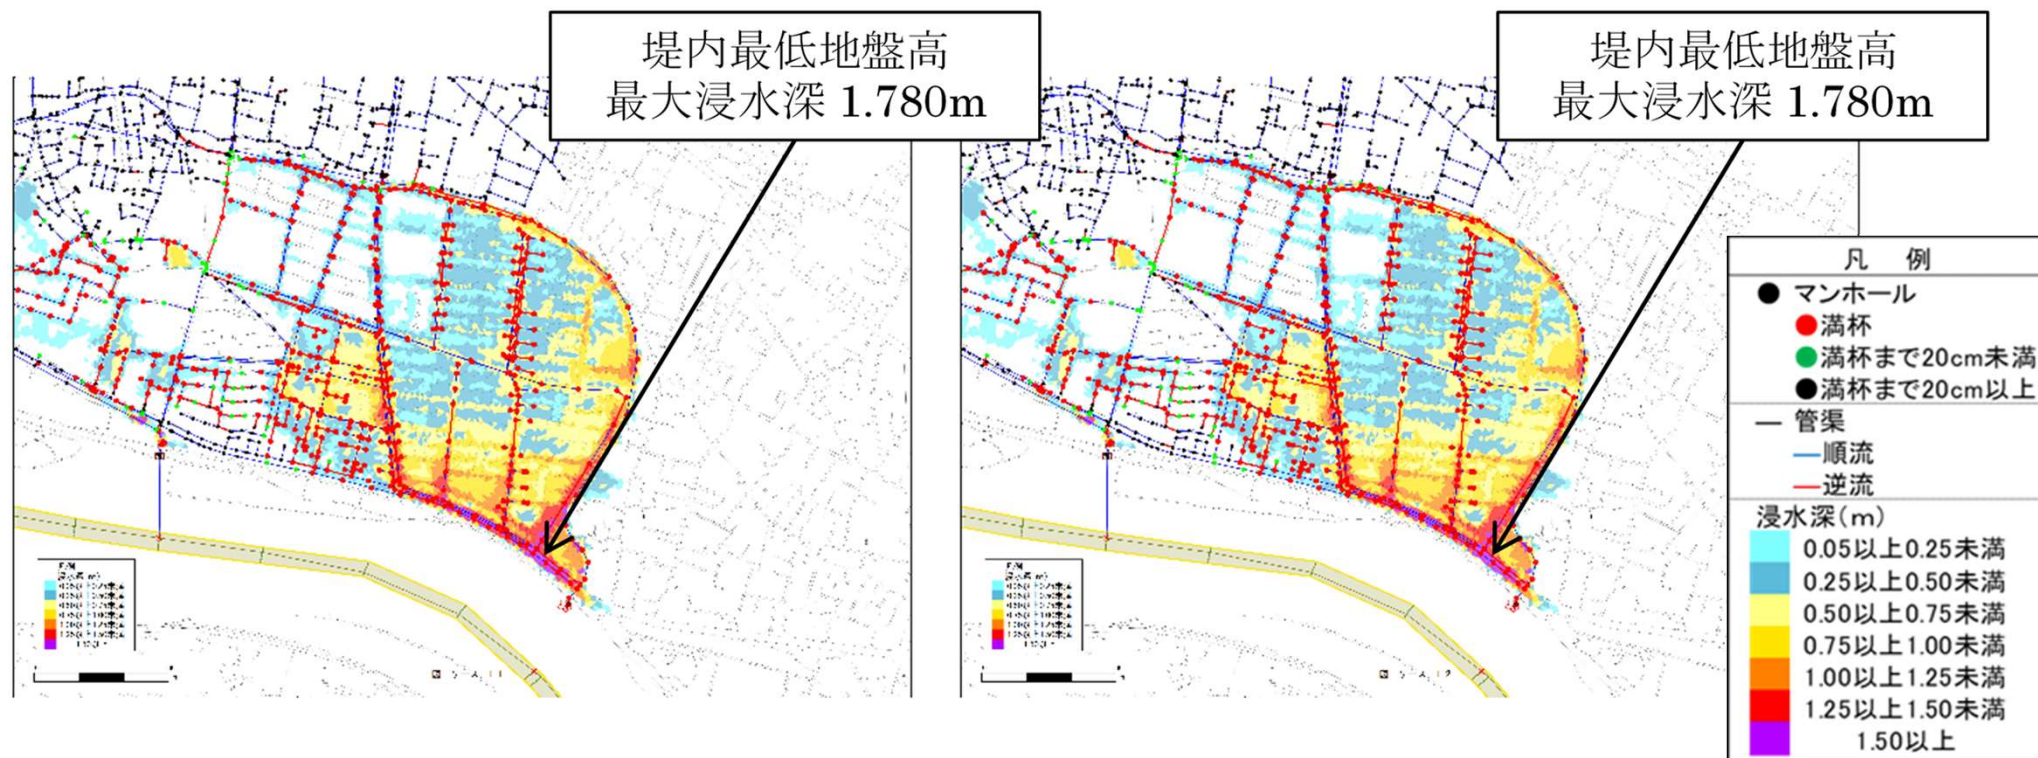 堤内最低地盤高
最大浸水深 1.780m
堤内最低地盤高
最大浸水深 1.780m
凡 例
マンホール
満杯
満杯まで20cm未満
満杯まで20cm以上
管渠
順流
逆流
浸水深(m)
0.05以上0.25未満
0.25以上0.50未満
0.50以上0.75未満
0.75以上1.00未満
1.00以上1.25未満
1.25以上1.50未満
1.50以上